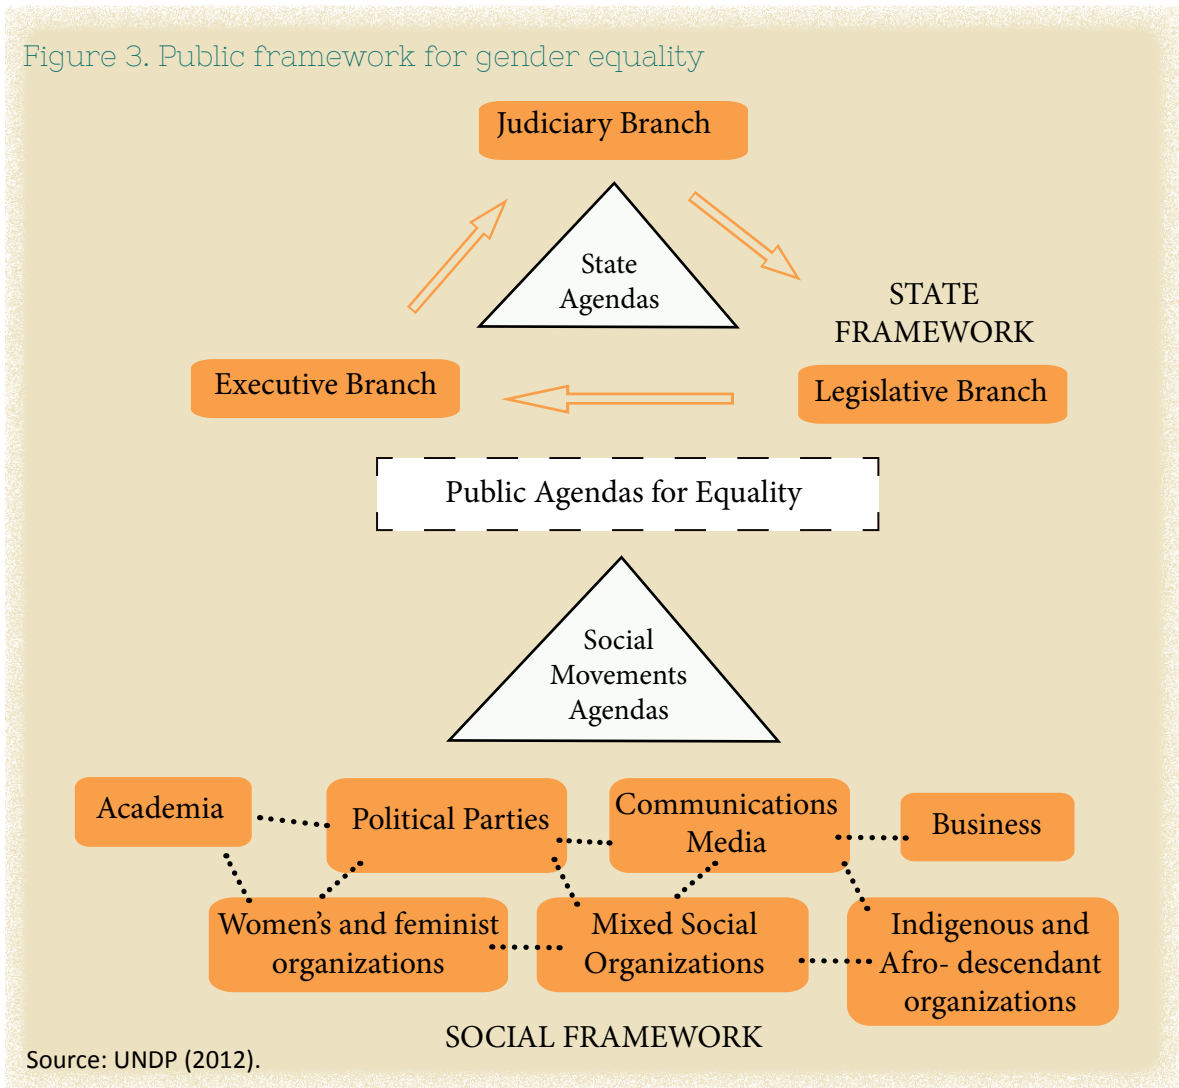 Figure 3. Public framework for gender equality
Judiciary Branch
State
Agendas
STATE
FRAMEWORK
Executive Branch
Legislative Branch
Public Agendas for Equality
Social
Movements
Agendas
Academia
Political Parties
Communications
Media
Business
Women's and feminist
organizations
Mixed Social
Organizations
Indigenous and
Afro- descendant
organizations
SOCIAL FRAMEWORK
Source: UNDP (2012).